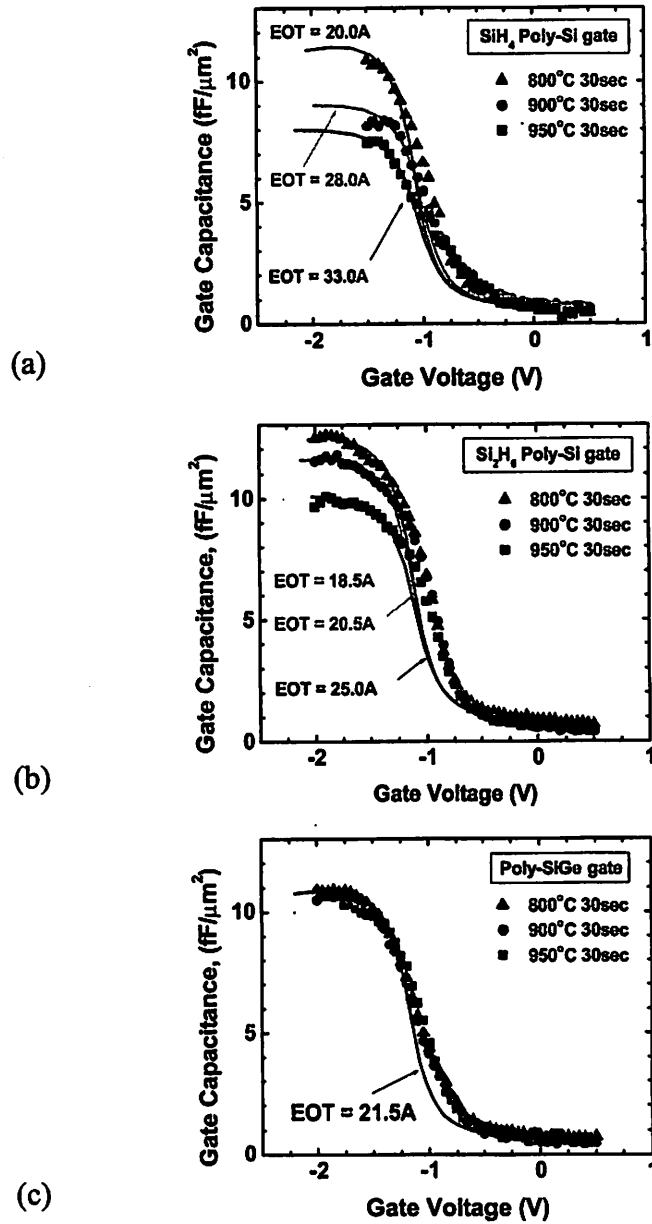 (a)
Gate Capacitance (fF/µm²)
10
5
0
EOT = 20.0A
EOT = 28.0A
EOT = 33.0A
SiH₄ Poly-Si gate
800°C 30sec
900°C 30sec
950°C 30sec
-2 -1 0 1
Gate Voltage (V)
(b)
Gate Capacitance, (fF/µm²)
10
5
0
EOT = 18.5A
EOT = 20.5A
EOT = 25.0A
Si₂H₆ Poly-Si gate
800°C 30sec
900°C 30sec
950°C 30sec
-2 -1 0 1
Gate Voltage (V)
(c)
Gate Capacitance, (fF/µm²)
10
5
0
EOT = 21.5A
Poly-SiGe gate
800°C 30sec
900°C 30sec
950°C 30sec
-2 -1 0 1
Gate Voltage (V)